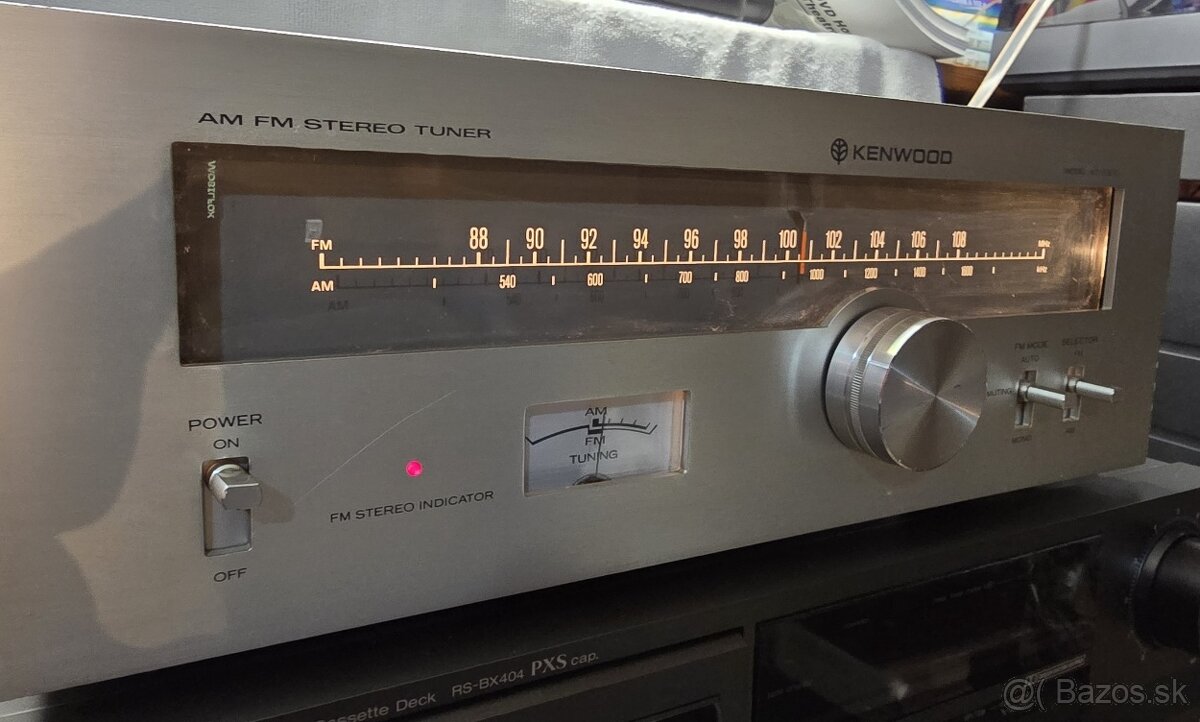 AM FM STEREO TUNER
KENWOOD
FM 88 90 92 94 96 98 100 102 104 106 108 MHz
AM 540 600 700 800 1000 1200 1400 1600 kHz
POWER
ON
OFF
FM STEREO INDICATOR
AM
FM
TUNING
FM MODE
AUTO
MUTING
MONO
SELECTOR
FM
AM
Cassette Deck RS-BX404 PXS cap.
@( Bazos.sk